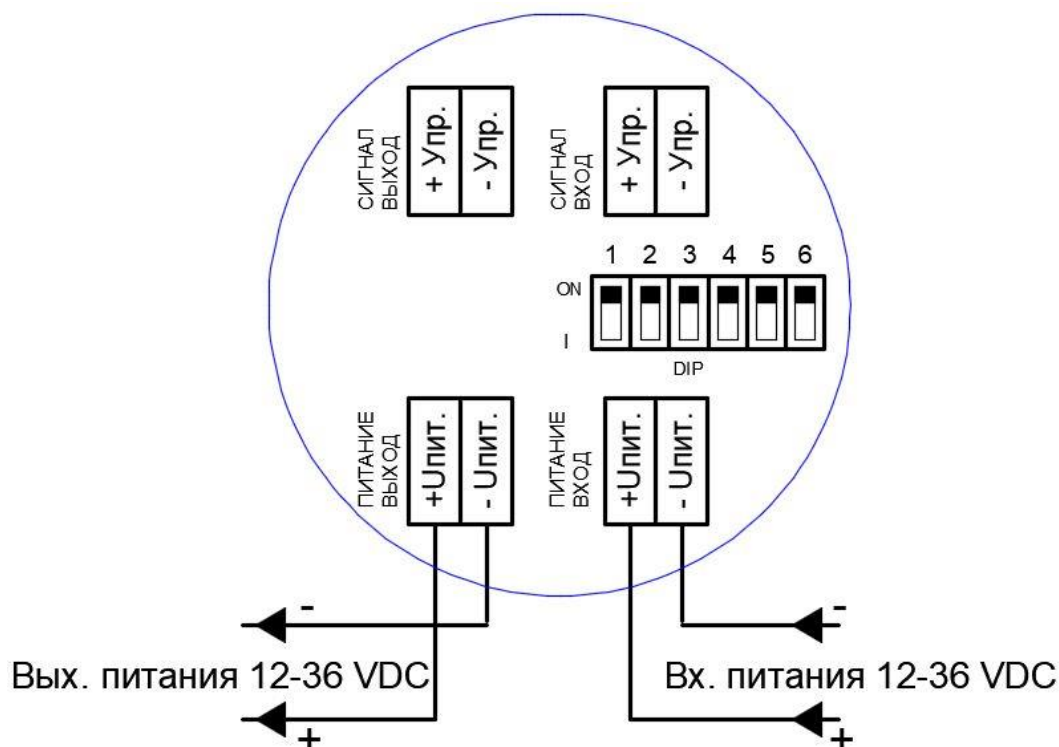 СИГНАЛ
ВЫХОД
+ Упр.
- Упр.
СИГНАЛ
ВХОД
+ Упр.
- Упр.
1 2 3 4 5 6
ON
I
DIP
ПИТАНИЕ
ВЫХОД
+Uпит.
- Uпит.
ПИТАНИЕ
ВХОД
+Uпит.
- Uпит.
-
Вых. питания 12-36 VDC
+
-
Вх. питания 12-36 VDC
+